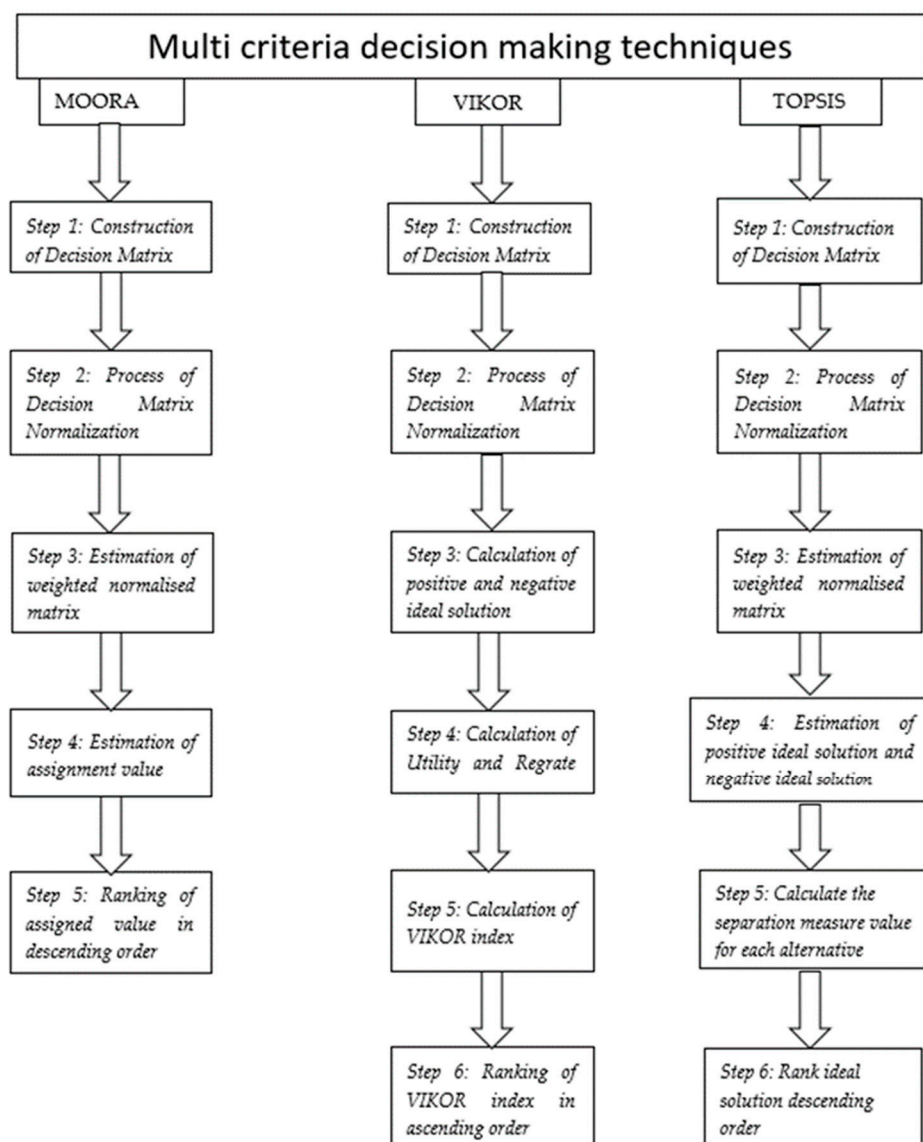 Multi criteria decision making techniques
MOORA
Step 1: Construction
of Decision Matrix
Step 2: Process of
Decision Matrix
Normalization
Step 3: Estimation of
weighted normalised
matrix
Step 4: Estimation of
assignment value
Step 5: Ranking of
assigned value in
descending order
VIKOR
Step 1: Construction
of Decision Matrix
Step 2: Process of
Decision Matrix
Normalization
Step 3: Calculation of
positive and negative
ideal solution
Step 4: Calculation of
Utility and Regrate
Step 5: Calculation of
VIKOR index
Step 6: Ranking of
VIKOR index in
ascending order
TOPSIS
Step 1: Construction
of Decision Matrix
Step 2: Process of
Decision Matrix
Normalization
Step 3: Estimation of
weighted normalised
matrix
Step 4: Estimation of
positive ideal solution and
negative ideal solution
Step 5: Calculate the
separation measure value
for each alternative
Step 6: Rank ideal
solution descending
order